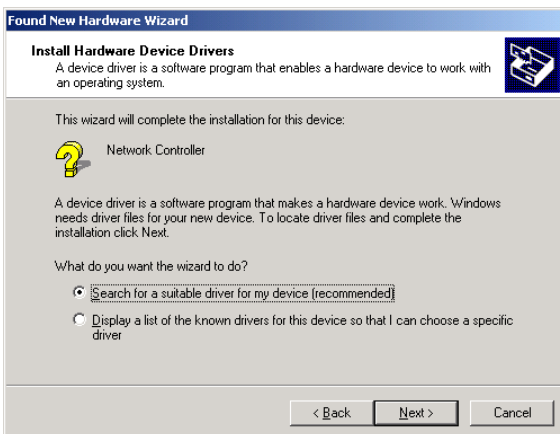 Found New Hardware Wizard
Install Hardware Device Drivers
A device driver is a software program that enables a hardware device to work with
an operating system.
This wizard will complete the installation for this device:
Network Controller
A device driver is a software program that makes a hardware device work. Windows
needs driver files for your new device. To locate driver files and complete the
installation click Next.
What do you want the wizard to do?
Search for a suitable driver for my device (recommended)
Display a list of the known drivers for this device so that I can choose a specific
driver
< Back Next > Cancel